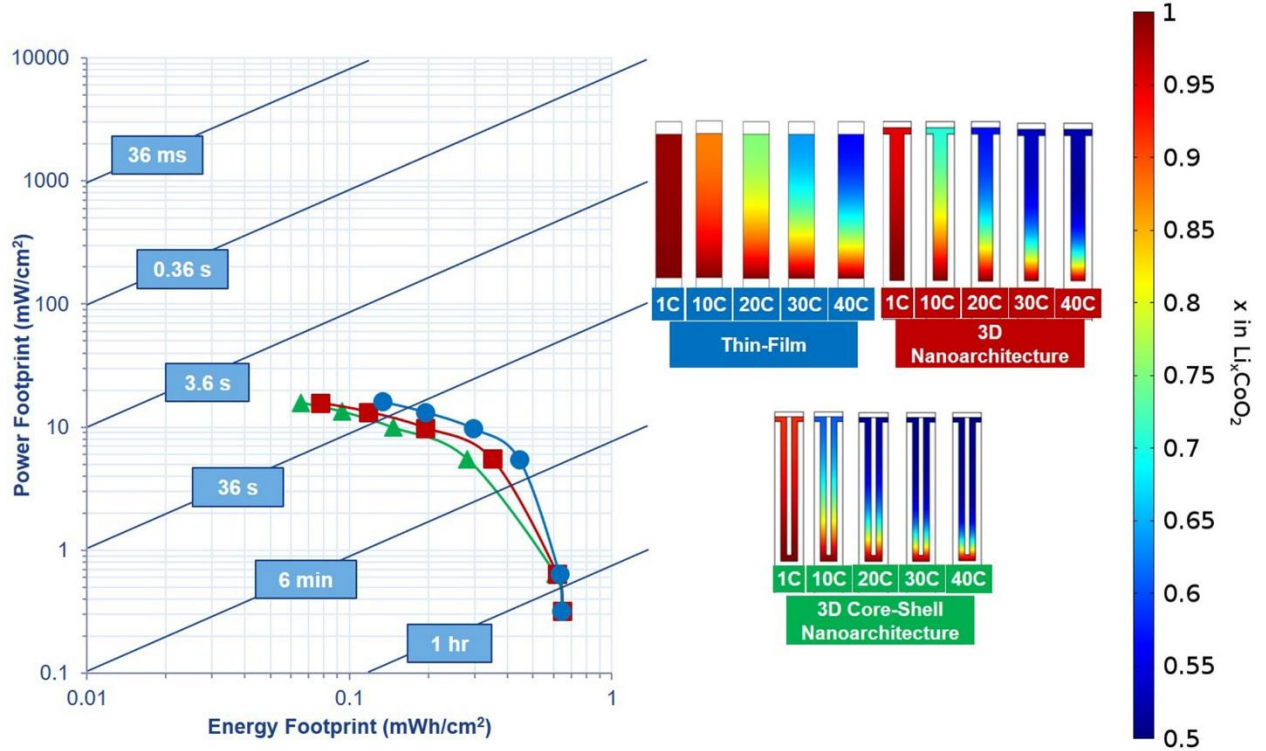 10000
1000
100
10
1
0.1
0.01
0.1
1
Power Footprint (mW/cm²)
Energy Footprint (mWh/cm²)
36 ms
0.36 s
3.6 s
36 s
6 min
1 hr
1C 10C 20C 30C 40C
Thin-Film
1C 10C 20C 30C 40C
3D
Nanoarchitecture
1C 10C 20C 30C 40C
3D Core-Shell
Nanoarchitecture
1
0.95
0.9
0.85
0.8
0.75
0.7
0.65
0.6
0.55
0.5
x in LiₓCoO₂